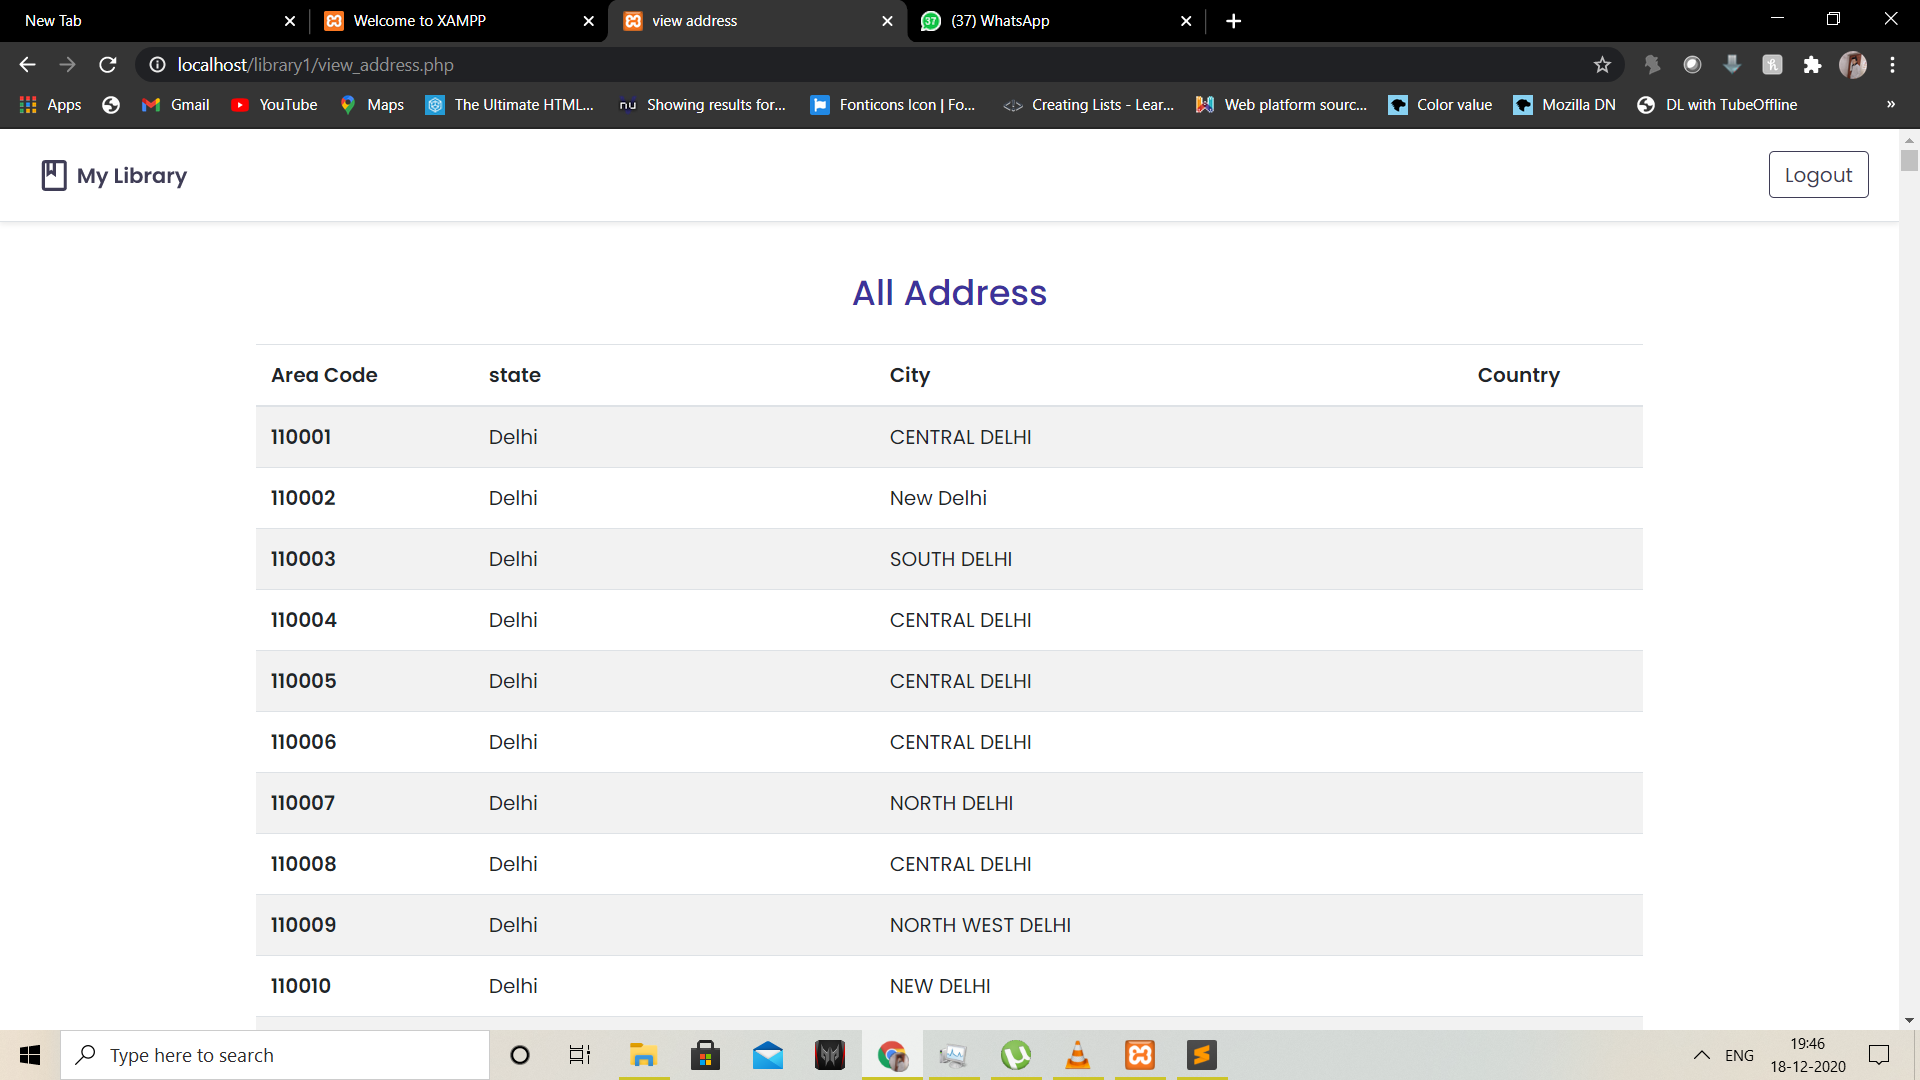 New Tab
Welcome to XAMPP
view address
37
(37) WhatsApp
localhost/library1/view_address.php
Apps
Gmail
YouTube
Maps
The Ultimate HTML...
nu
Showing results for...
Fonticons Icon | Fo...
Creating Lists - Lear...
Web platform sourc...
Color value
Mozilla DN
DL with TubeOffline
»
My Library
Logout
All Address
Area Code state City Country
110001 Delhi CENTRAL DELHI
110002 Delhi New Delhi
110003 Delhi SOUTH DELHI
110004 Delhi CENTRAL DELHI
110005 Delhi CENTRAL DELHI
110006 Delhi CENTRAL DELHI
110007 Delhi NORTH DELHI
110008 Delhi CENTRAL DELHI
110009 Delhi NORTH WEST DELHI
110010 Delhi NEW DELHI
Type here to search
ENG
19:46
18-12-2020